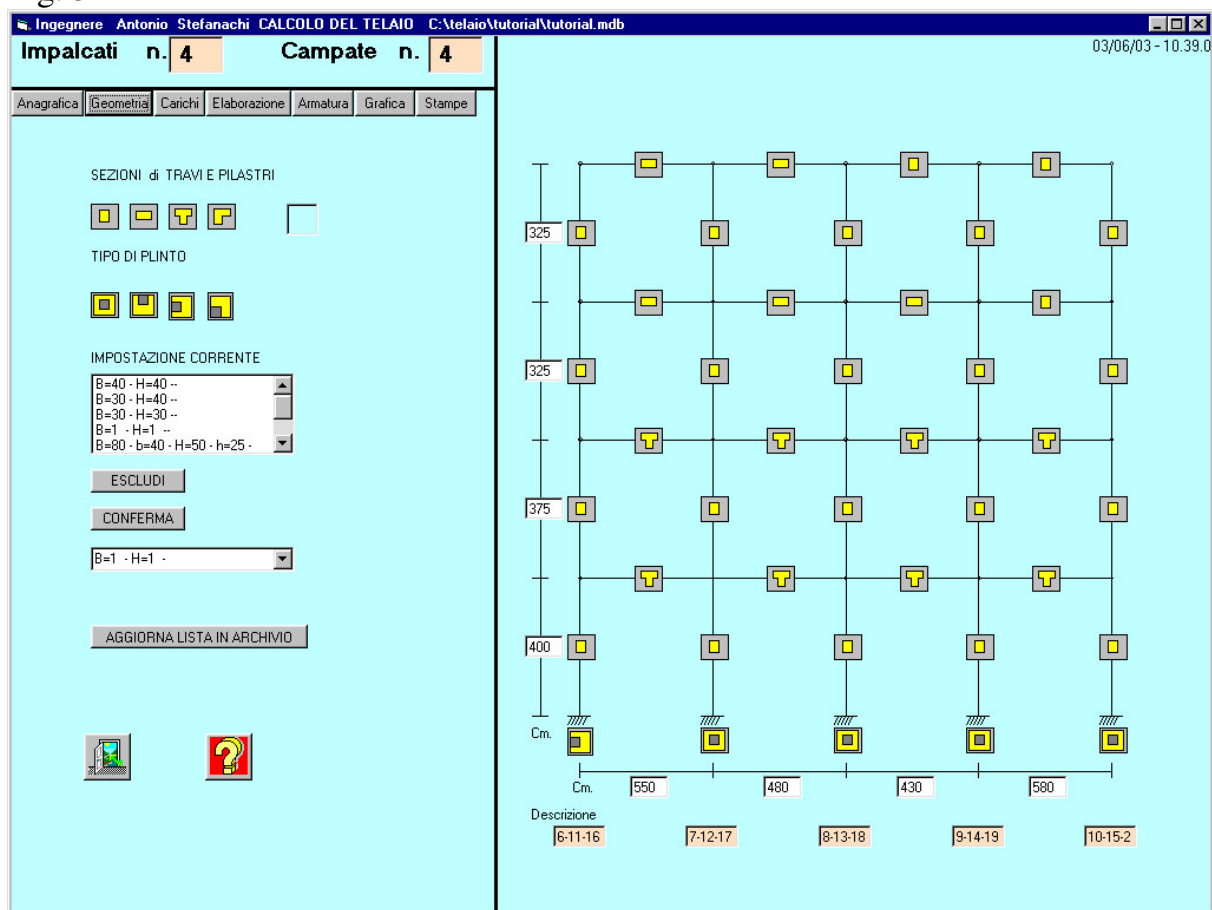 Ingegnere Antonio Stefanachi CALCOLO DEL TELAIO C:\telaio\tutorial\tutorial.mdb
Impalcati n. 4 Campate n. 4
03/06/03 - 10.39.0
Anagrafica Geometria Carichi Elaborazione Armatura Grafica Stampe
SEZIONI di TRAVI E PILASTRI
TIPO DI PLINTO
IMPOSTAZIONE CORRENTE
B=40 - H=40 --
B=30 - H=40 --
B=30 - H=30 --
B=1 - H=1 --
B=80 - b=40 - H=50 - h=25 -
ESCLUDI
CONFERMA
B=1 - H=1 -
AGGIORNA LISTA IN ARCHIVIO
325
325
375
400
Cm.
Cm. 550 480 430 580
Descrizione
6-11-16 7-12-17 8-13-18 9-14-19 10-15-2